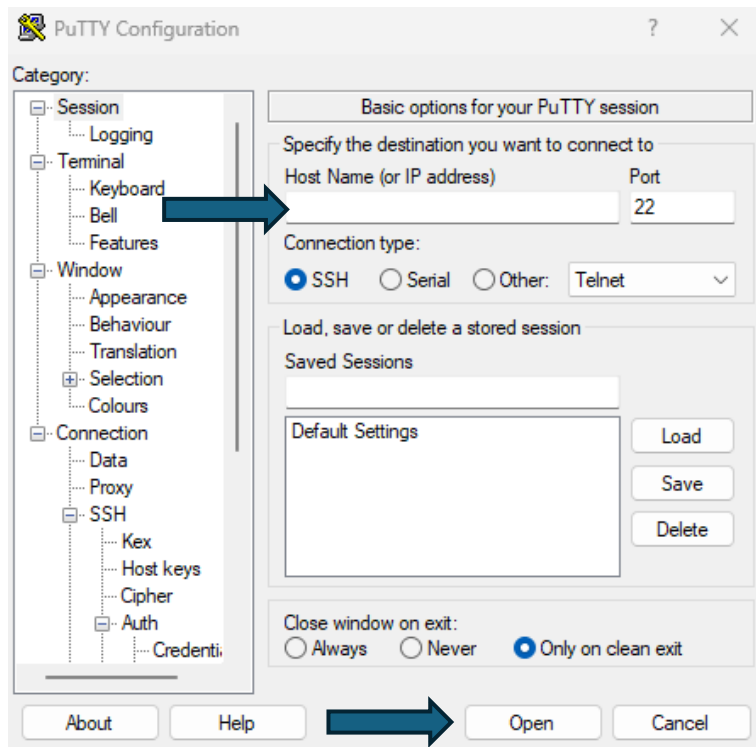 PuTTY Configuration
?
Category:
Session
Logging
Terminal
Keyboard
Bell
Features
Window
Appearance
Behaviour
Translation
Selection
Colours
Connection
Data
Proxy
SSH
Kex
Host keys
Cipher
Auth
Credenti
Basic options for your PuTTY session
Specify the destination you want to connect to
Host Name (or IP address) Port
22
Connection type:
SSH Serial Other: Telnet
Load, save or delete a stored session
Saved Sessions
Default Settings
Load
Save
Delete
Close window on exit:
Always Never Only on clean exit
About Help Open Cancel